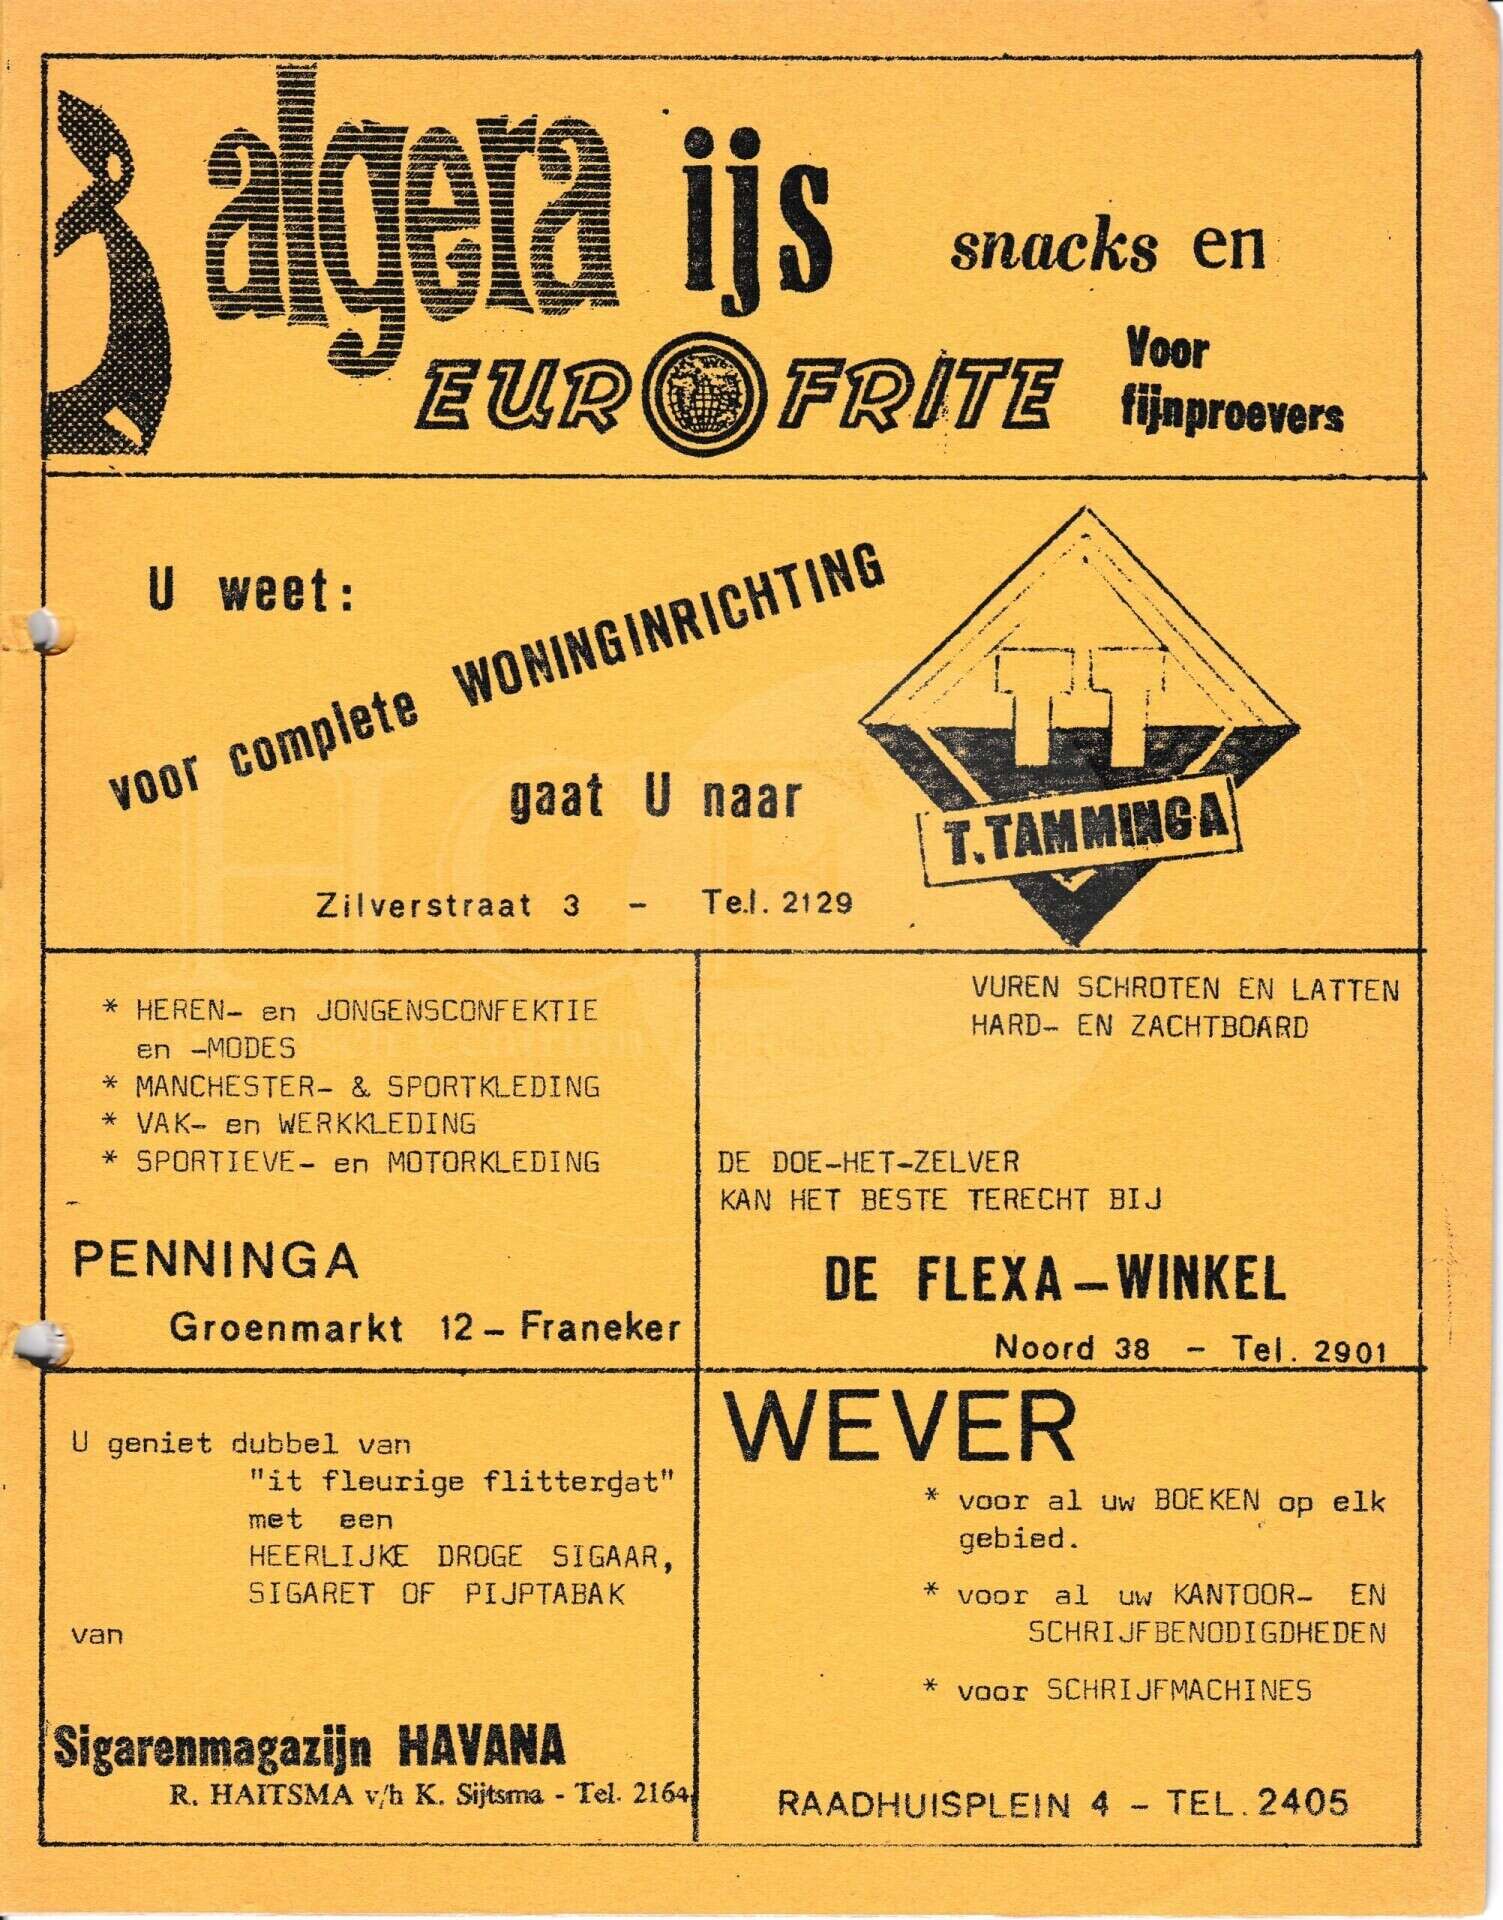 algera ijs
snacks en
EUROFRITE
Voor
fijnproevers
U weet:
voor complete WONINGINRICHTING
gaat U naar
TT
T.TAMMINGA
Zilverstraat 3 - Tel. 2129
* HEREN- en JONGENSCONFEKTIE
en -MODES
* MANCHESTER- & SPORTKLEDING
* VAK- en WERKKLEDING
* SPORTIEVE- en MOTORKLEDING
PENNINGA
Groenmarkt 12 - Franeker
VUREN SCHROTEN EN LATTEN
HARD- EN ZACHTBOARD
DE DOE-HET-ZELVER
KAN HET BESTE TERECHT BIJ
DE FLEXA-WINKEL
Noord 38 - Tel. 2901
U geniet dubbel van
"it fleurige flittergat"
met een
HEERLIJKE DROGE SIGAAR,
SIGARET OF PIJPTABAK
van
Sigarenmagazijn HAVANA
R. HAITSMA v/h K. Sijtsma - Tel. 2164
WEVER
* voor al uw BOEKEN op elk
gebied.
* voor al uw KANTOOR- EN
SCHRIJFBENODIGDHEDEN
* voor SCHRIJFMACHINES
RAADHUISPLEIN 4 - TEL. 2405